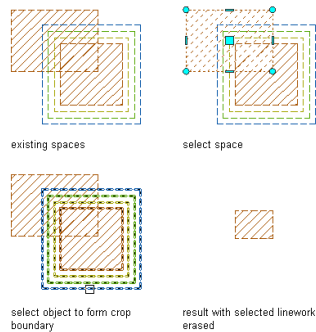 existing spaces
select space
select object to form crop
boundary
result with selected linework
erased